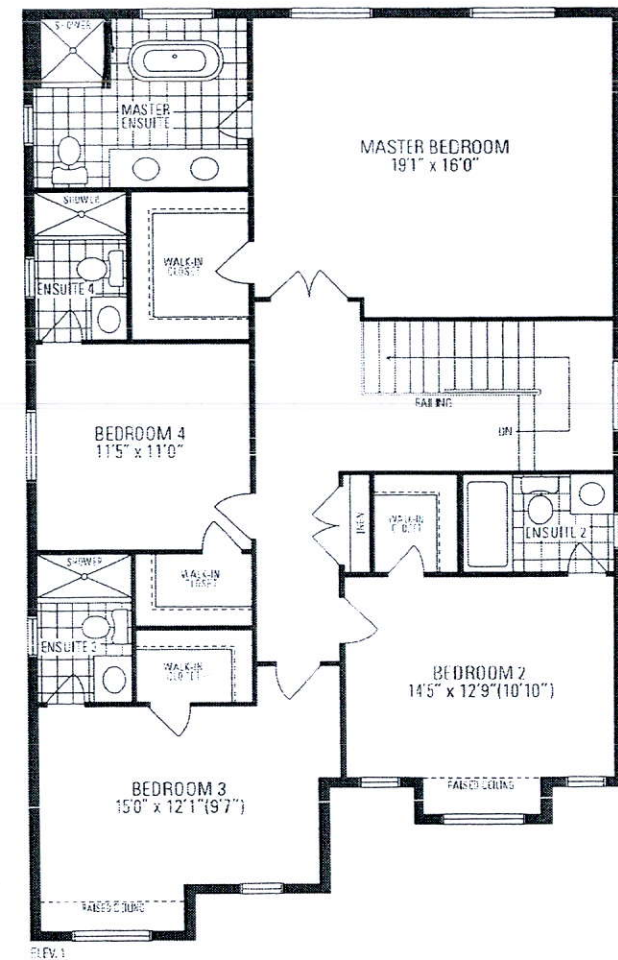 SHOWER
MASTER
ENSUITE
MASTER BEDROOM
19'1" x 16'0"
SHOWER
WALK-IN
CLOSET
ENSUITE 4
RAILING
DN
BEDROOM 4
11'5" x 11'0"
LINEN
WALK-IN
CLOSET
ENSUITE 2
SHOWER
WALK-IN
CLOSET
ENSUITE 3
WALK-IN
CLOSET
BEDROOM 2
14'5" x 12'9"(10'10")
BEDROOM 3
15'0" x 12'1"(9'7")
RAISED CEILING
RAISED CEILING
ELEV. 1